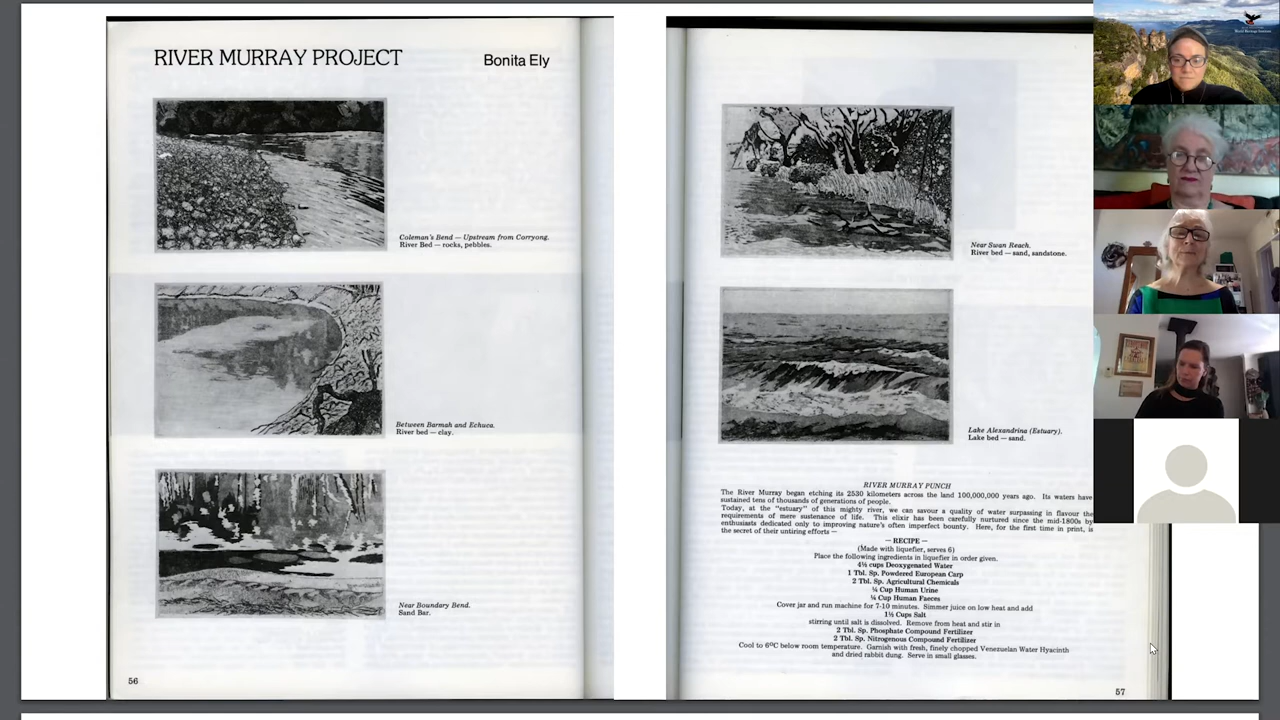 RIVER MURRAY PROJECT
Bonita Ely
Coleman's Bend — Upstream from Corryong.
River Bed — rocks, pebbles.
Between Barmah and Echuca.
River bed — clay.
Near Boundary Bend.
Sand Bar.
56
Near Swan Reach.
River bed — sand, sandstone.
Lake Alexandrina (Estuary).
Lake bed — sand.
RIVER MURRAY PUNCH
The River Murray began etching its 2530 kilometers across the land 100,000,000 years ago. Its waters have
sustained tens of thousands of generations of people.
Today, at the "estuary" of this mighty river, we can savour a quality of water surpassing in flavour the
requirements of mere sustenance of life. This elixir has been carefully nurtured since the mid-1800s by
enthusiasts dedicated only to improving nature's often imperfect bounty. Here, for the first time in print, is
the secret of their untiring efforts —
— RECIPE —
(Made with liquefier, serves 6)
Place the following ingredients in liquefier in order given.
4½ cups Deoxygenated Water
1 Tbl. Sp. Powdered European Carp
2 Tbl. Sp. Agricultural Chemicals
¼ Cup Human Urine
¼ Cup Human Faeces
Cover jar and run machine for 7-10 minutes. Simmer juice on low heat and add
1½ Cups Salt
stirring until salt is dissolved. Remove from heat and stir in
2 Tbl. Sp. Phosphate Compound Fertilizer
2 Tbl. Sp. Nitrogenous Compound Fertilizer
Cool to 6°C below room temperature. Garnish with fresh, finely chopped Venezuelan Water Hyacinth
and dried rabbit dung. Serve in small glasses.
57